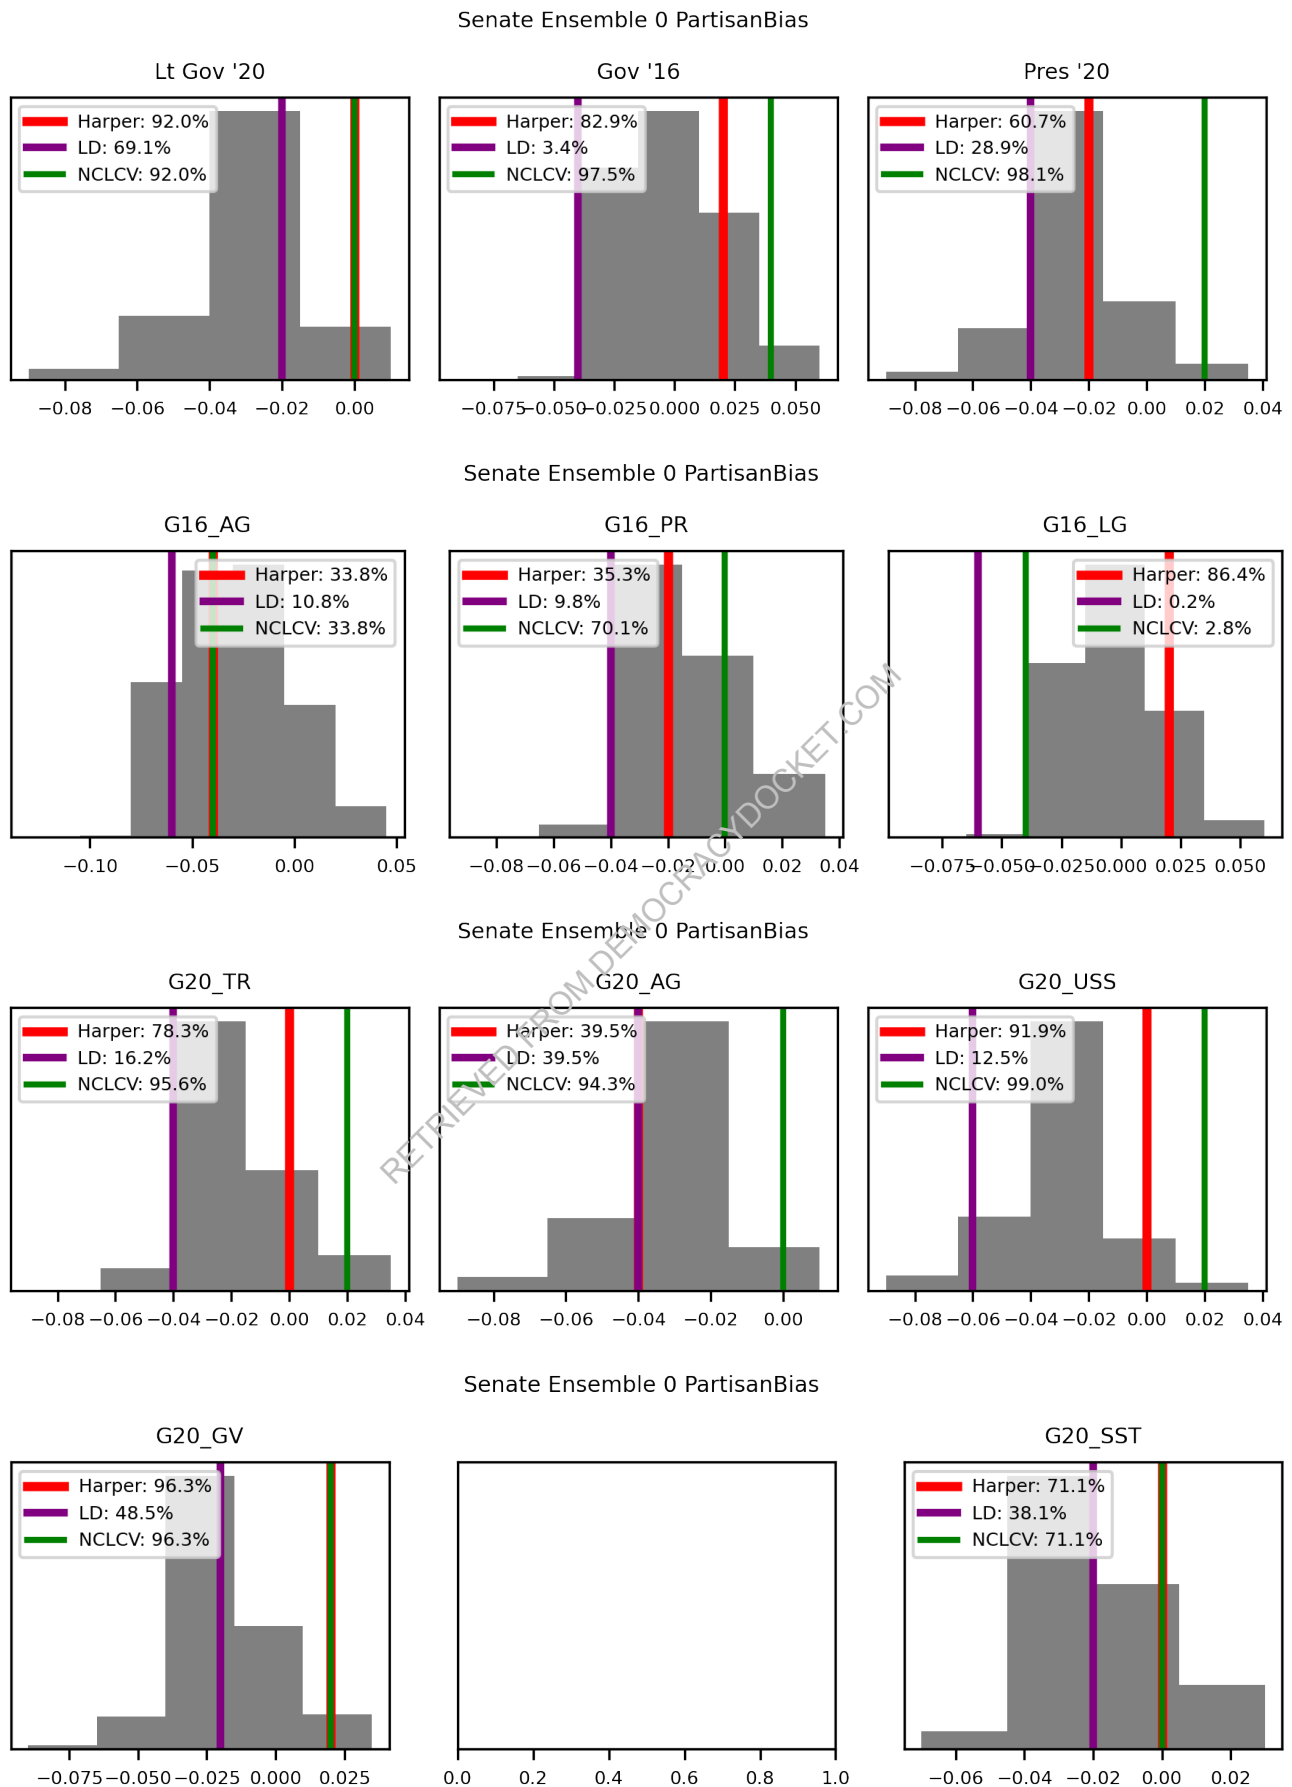 Senate Ensemble 0 PartisanBias
Lt Gov '20
Gov '16
Pres '20
Harper: 92.0%
LD: 69.1%
NCLCV: 92.0%
Harper: 82.9%
LD: 3.4%
NCLCV: 97.5%
Harper: 60.7%
LD: 28.9%
NCLCV: 98.1%
−0.08 −0.06 −0.04 −0.02 0.00
−0.075 −0.050 −0.025 0.000 0.025 0.050
−0.08 −0.06 −0.04 −0.02 0.00 0.02 0.04
Senate Ensemble 0 PartisanBias
G16_AG
G16_PR
G16_LG
Harper: 33.8%
LD: 10.8%
NCLCV: 33.8%
Harper: 35.3%
LD: 9.8%
NCLCV: 70.1%
Harper: 86.4%
LD: 0.2%
NCLCV: 2.8%
−0.10 −0.05 0.00 0.05
−0.08 −0.06 −0.04 −0.02 0.00 0.02 0.04
−0.075 −0.050 −0.025 0.000 0.025 0.050
RETRIEVED FROM DEMOCRACYDOCKET.COM
Senate Ensemble 0 PartisanBias
G20_TR
G20_AG
G20_USS
Harper: 78.3%
LD: 16.2%
NCLCV: 95.6%
Harper: 39.5%
LD: 39.5%
NCLCV: 94.3%
Harper: 91.9%
LD: 12.5%
NCLCV: 99.0%
−0.08 −0.06 −0.04 −0.02 0.00 0.02 0.04
−0.08 −0.06 −0.04 −0.02 0.00
−0.08 −0.06 −0.04 −0.02 0.00 0.02 0.04
Senate Ensemble 0 PartisanBias
G20_GV
G20_SST
Harper: 96.3%
LD: 48.5%
NCLCV: 96.3%
Harper: 71.1%
LD: 38.1%
NCLCV: 71.1%
−0.075 −0.050 −0.025 0.000 0.025
0.0 0.2 0.4 0.6 0.8 1.0
−0.06 −0.04 −0.02 0.00 0.02